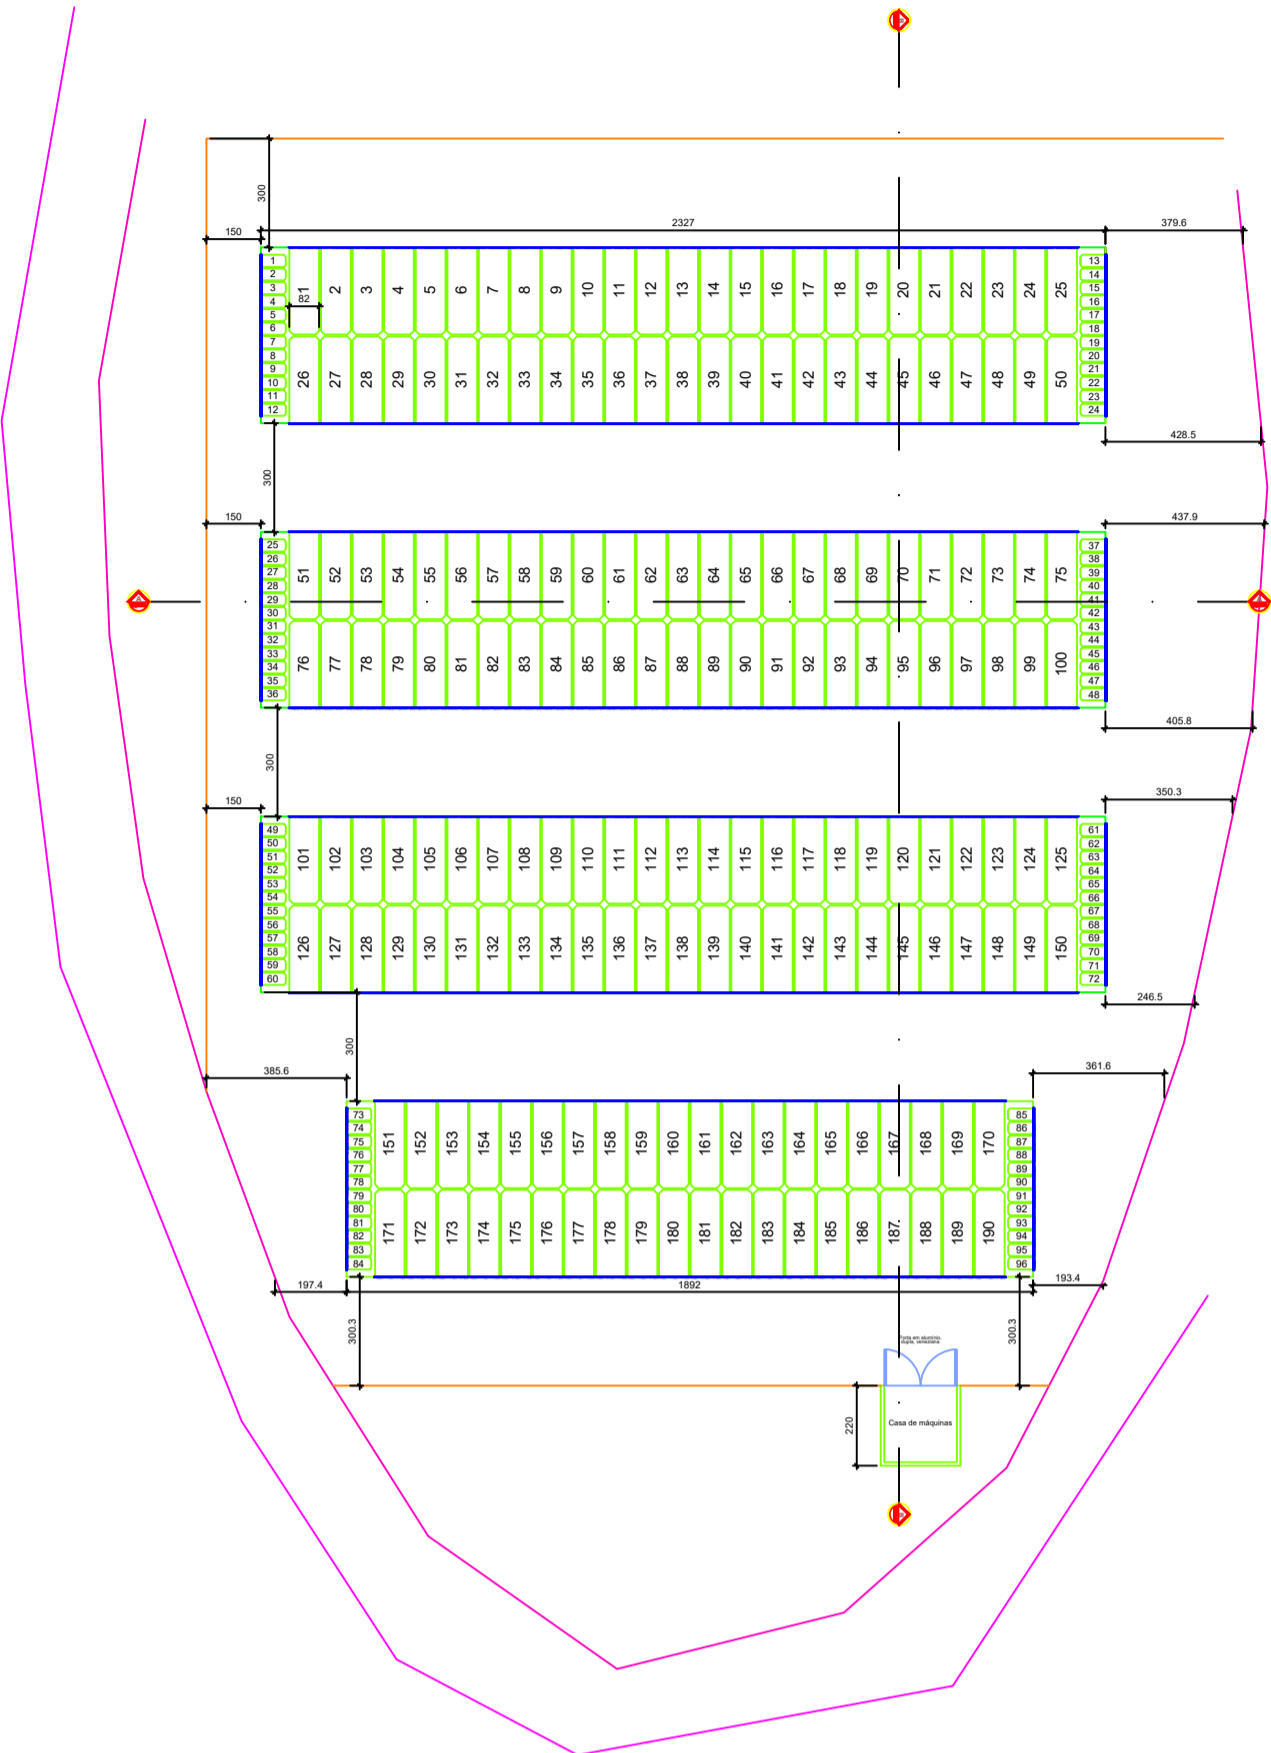 300
2327
379.6
150
1 2 3 4 5 6 7 8 9 10 11 12
82
1 2 3 4 5 6 7 8 9 10 11 12 13 14 15 16 17 18 19 20 21 22 23 24 25
26 27 28 29 30 31 32 33 34 35 36 37 38 39 40 41 42 43 44 45 46 47 48 49 50
13 14 15 16 17 18 19 20 21 22 23 24
428.5
300
150
437.9
25 26 27 28 29 30 31 32 33 34 35 36
51 52 53 54 55 56 57 58 59 60 61 62 63 64 65 66 67 68 69 70 71 72 73 74 75
76 77 78 79 80 81 82 83 84 85 86 87 88 89 90 91 92 93 94 95 96 97 98 99 100
37 38 39 40 41 42 43 44 45 46 47 48
405.8
300
150
350.3
49 50 51 52 53 54 55 56 57 58 59 60
101 102 103 104 105 106 107 108 109 110 111 112 113 114 115 116 117 118 119 120 121 122 123 124 125
126 127 128 129 130 131 132 133 134 135 136 137 138 139 140 141 142 143 144 145 146 147 148 149 150
61 62 63 64 65 66 67 68 69 70 71 72
246.5
300
385.6
361.6
73 74 75 76 77 78 79 80 81 82 83 84
151 152 153 154 155 156 157 158 159 160 161 162 163 164 165 166 167 168 169 170
171 172 173 174 175 176 177 178 179 180 181 182 183 184 185 186 187 188 189 190
85 86 87 88 89 90 91 92 93 94 95 96
197.4
1892
193.4
300.3
300.3
Porta em alumínio,
dupla, veneziana
220
Casa de máquinas